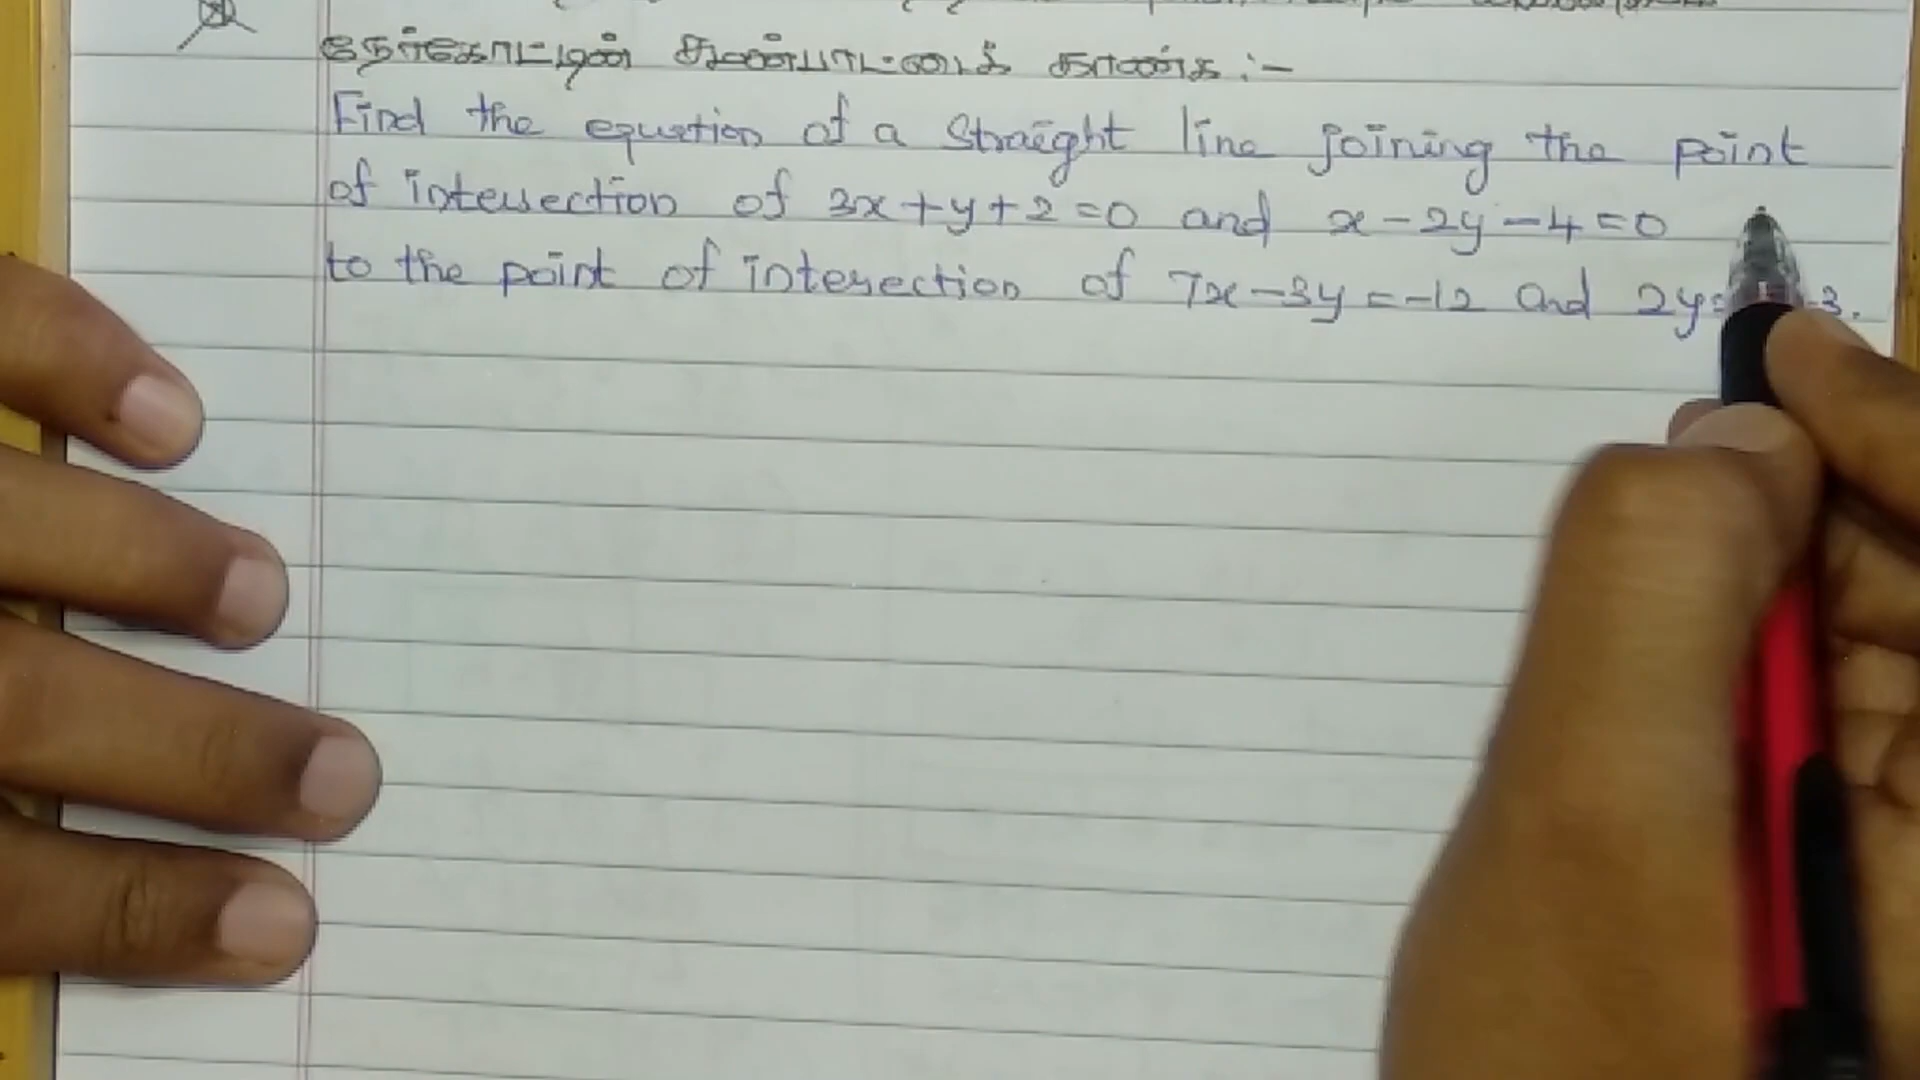 நேர்கோட்டின் சமன்பாட்டைக் காண்க :-
Find the equation of a Straight line joining the point
of intersection of 3x+y+2=0 and x-2y-4=0
to the point of intersection of 7x-3y=-12 and 2y= -3.